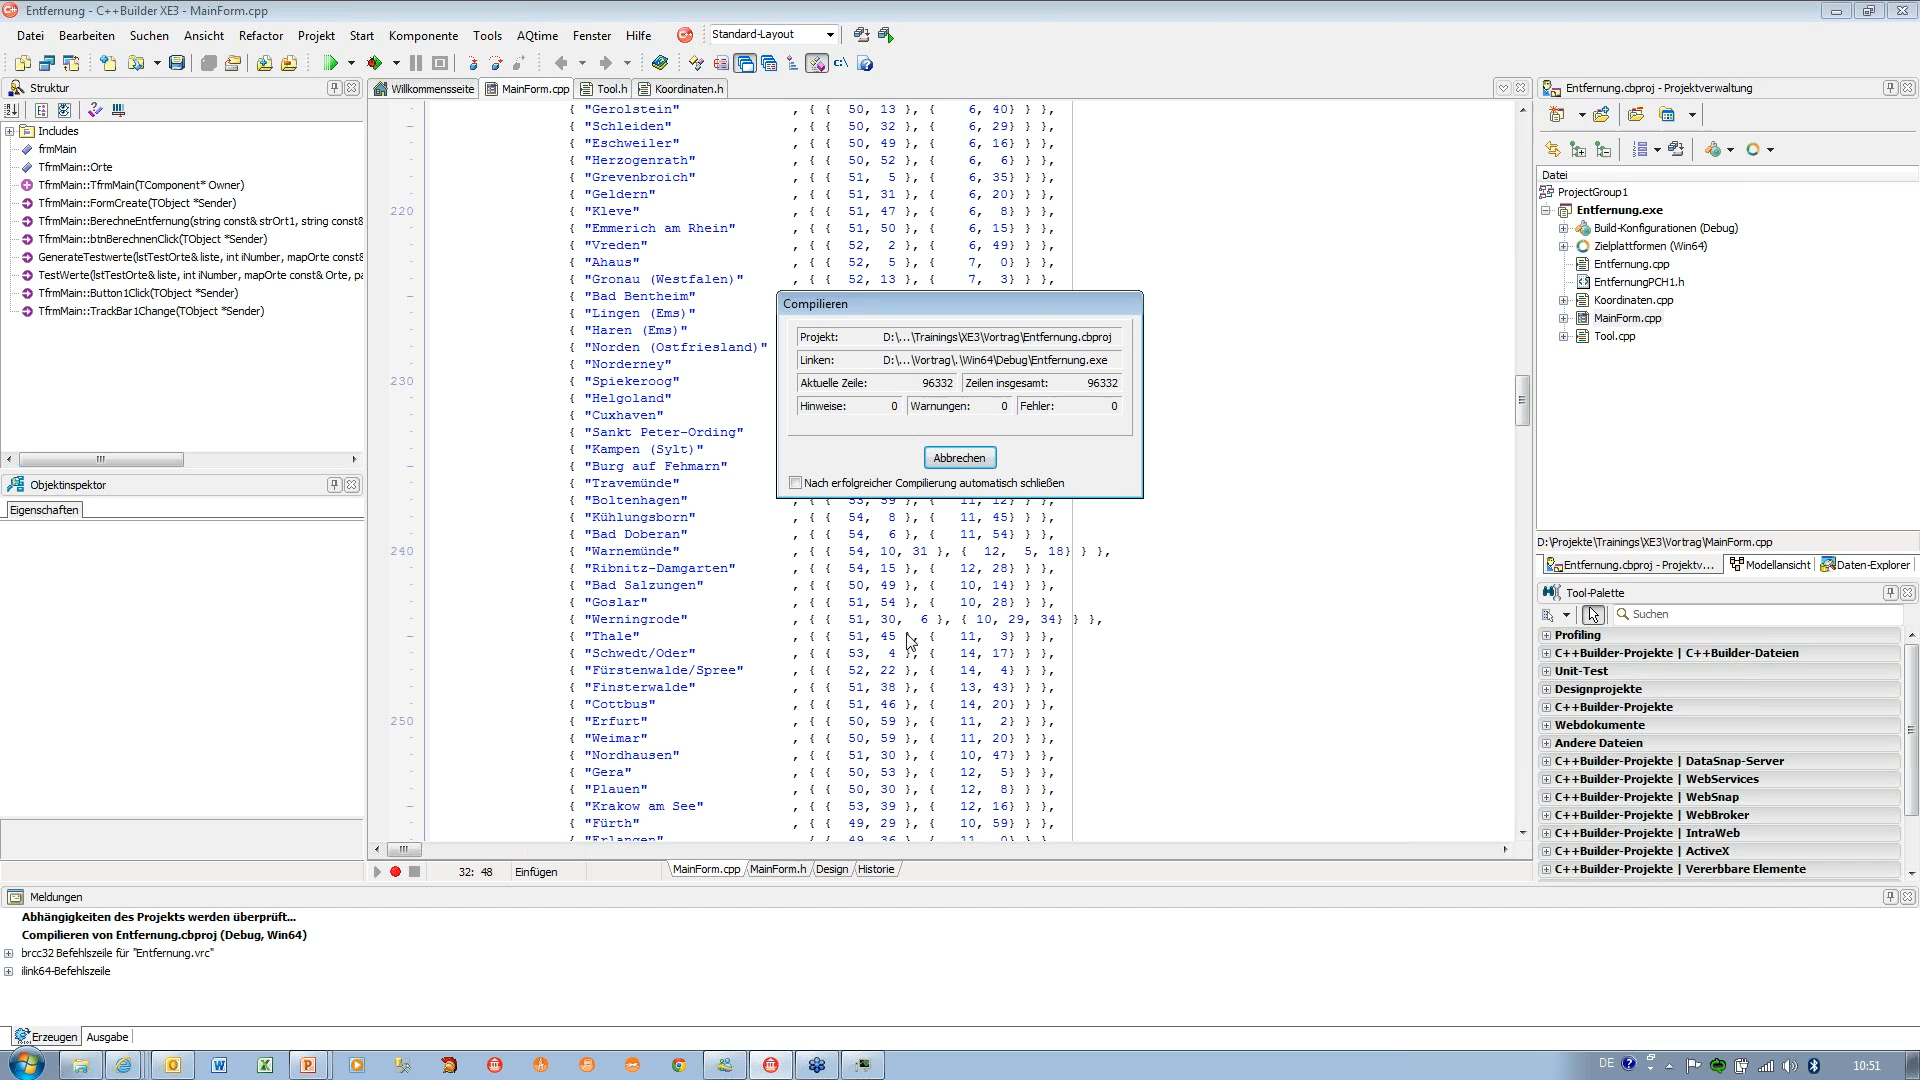 Entfernung - C++Builder XE3 - MainForm.cpp
Datei Bearbeiten Suchen Ansicht Refactor Projekt Start Komponente Tools AQtime Fenster Hilfe Standard-Layout
Struktur
Includes
frmMain
TfrmMain::Orte
TfrmMain::TfrmMain(TComponent* Owner)
TfrmMain::FormCreate(TObject *Sender)
TfrmMain::BerechneEntfernung(string const& strOrt1, string const&
TfrmMain::btnBerechnenClick(TObject *Sender)
GenerateTestwerte(lstTestOrte& liste, int iNumber, mapOrte const&
TestWerte(lstTestOrte& liste, int iNumber, mapOrte const& Orte, pa
TfrmMain::Button1Click(TObject *Sender)
TfrmMain::TrackBar1Change(TObject *Sender)
Objektinspektor
Eigenschaften
Willkommensseite MainForm.cpp Tool.h Koordinaten.h
{ "Gerolstein" , { { 50, 13 }, { 6, 40} } },
{ "Schleiden" , { { 50, 32 }, { 6, 29} } },
{ "Eschweiler" , { { 50, 49 }, { 6, 16} } },
{ "Herzogenrath" , { { 50, 52 }, { 6, 6} } },
{ "Grevenbroich" , { { 51, 5 }, { 6, 35} } },
{ "Geldern" , { { 51, 31 }, { 6, 20} } },
220 { "Kleve" , { { 51, 47 }, { 6, 8} } },
{ "Emmerich am Rhein" , { { 51, 50 }, { 6, 15} } },
{ "Vreden" , { { 52, 2 }, { 6, 49} } },
{ "Ahaus" , { { 52, 5 }, { 7, 0} } },
{ "Gronau (Westfalen)" , { { 52, 13 }, { 7, 3} } },
{ "Bad Bentheim"
{ "Lingen (Ems)"
{ "Haren (Ems)"
{ "Norden (Ostfriesland)"
{ "Norderney"
230 { "Spiekeroog"
{ "Helgoland"
{ "Cuxhaven"
{ "Sankt Peter-Ording"
{ "Kampen (Sylt)"
{ "Burg auf Fehmarn"
{ "Travemünde"
{ "Boltenhagen" , { { 53, 59 }, { 11, 12} } },
{ "Kühlungsborn" , { { 54, 8 }, { 11, 45} } },
{ "Bad Doberan" , { { 54, 6 }, { 11, 54} } },
240 { "Warnemünde" , { { 54, 10, 31 }, { 12, 5, 18} } },
{ "Ribnitz-Damgarten" , { { 54, 15 }, { 12, 28} } },
{ "Bad Salzungen" , { { 50, 49 }, { 10, 14} } },
{ "Goslar" , { { 51, 54 }, { 10, 28} } },
{ "Werningrode" , { { 51, 30, 6 }, { 10, 29, 34} } },
{ "Thale" , { { 51, 45 }, { 11, 3} } },
{ "Schwedt/Oder" , { { 53, 4 }, { 14, 17} } },
{ "Fürstenwalde/Spree" , { { 52, 22 }, { 14, 4} } },
{ "Finsterwalde" , { { 51, 38 }, { 13, 43} } },
{ "Cottbus" , { { 51, 46 }, { 14, 20} } },
250 { "Erfurt" , { { 50, 59 }, { 11, 2} } },
{ "Weimar" , { { 50, 59 }, { 11, 20} } },
{ "Nordhausen" , { { 51, 30 }, { 10, 47} } },
{ "Gera" , { { 50, 53 }, { 12, 5} } },
{ "Plauen" , { { 50, 30 }, { 12, 8} } },
{ "Krakow am See" , { { 53, 39 }, { 12, 16} } },
{ "Fürth" , { { 49, 29 }, { 10, 59} } },
{ "Erlangen" , { { 49, 36 }, { 11, 0} } },
Compilieren
Projekt: D:\...\Trainings\XE3\Vortrag\Entfernung.cbproj
Linken: D:\...\Vortrag\.\Win64\Debug\Entfernung.exe
Aktuelle Zeile: 96332 Zeilen insgesamt: 96332
Hinweise: 0 Warnungen: 0 Fehler: 0
Abbrechen
Nach erfolgreicher Compilierung automatisch schließen
32: 48 Einfügen MainForm.cpp MainForm.h Design Historie
Entfernung.cbproj - Projektverwaltung
Datei
ProjectGroup1
Entfernung.exe
Build-Konfigurationen (Debug)
Zielplattformen (Win64)
Entfernung.cpp
EntfernungPCH1.h
Koordinaten.cpp
MainForm.cpp
Tool.cpp
D:\Projekte\Trainings\XE3\Vortrag\MainForm.cpp
Entfernung.cbproj - Projektv... Modellansicht Daten-Explorer
Tool-Palette
Suchen
Profiling
C++Builder-Projekte | C++Builder-Dateien
Unit-Test
Designprojekte
C++Builder-Projekte
Webdokumente
Andere Dateien
C++Builder-Projekte | DataSnap-Server
C++Builder-Projekte | WebServices
C++Builder-Projekte | WebSnap
C++Builder-Projekte | WebBroker
C++Builder-Projekte | IntraWeb
C++Builder-Projekte | ActiveX
C++Builder-Projekte | Vererbbare Elemente
Meldungen
Abhängigkeiten des Projekts werden überprüft...
Compilieren von Entfernung.cbproj (Debug, Win64)
brcc32 Befehlszeile für "Entfernung.vrc"
ilink64-Befehlszeile
Erzeugen Ausgabe
DE 10:51